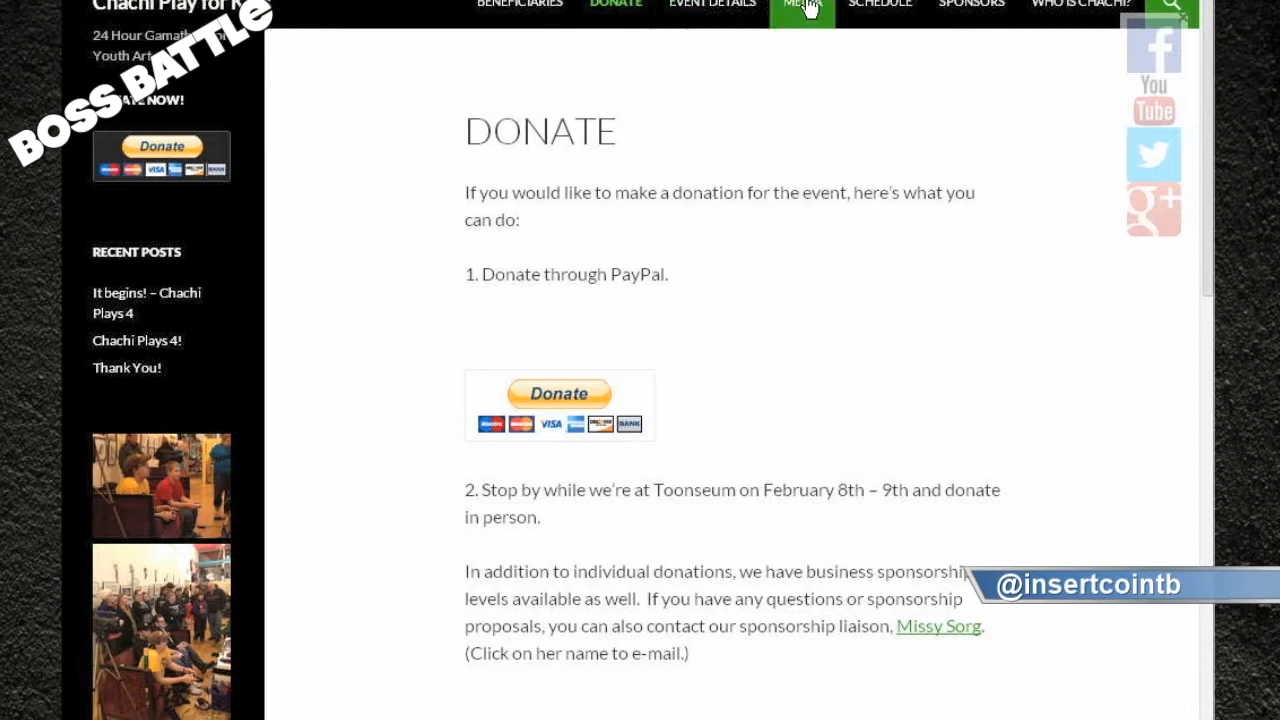 Chachi Play for K
BENEFICIARIES
DONATE
EVENT DETAILS
SCHEDULE
SPONSORS
WHO IS CHACHI?
24 Hour
Youth
BOSS BATTLE
NOW!
Donate
VISA
BANK
RECENT POSTS
It begins! – Chachi
Plays 4
Chachi Plays 4!
Thank You!
DONATE
If you would like to make a donation for the event, here's what you
can do:
1. Donate through PayPal.
Donate
VISA
BANK
2. Stop by while we're at Toonseum on February 8th – 9th and donate
in person.
In addition to individual donations, we have business
levels available as well. If you have any questions or sponsorship
proposals, you can also contact our sponsorship liaison, Missy Sorg.
(Click on her name to e-mail.)
f
You
Tube
g+
@insertcointb